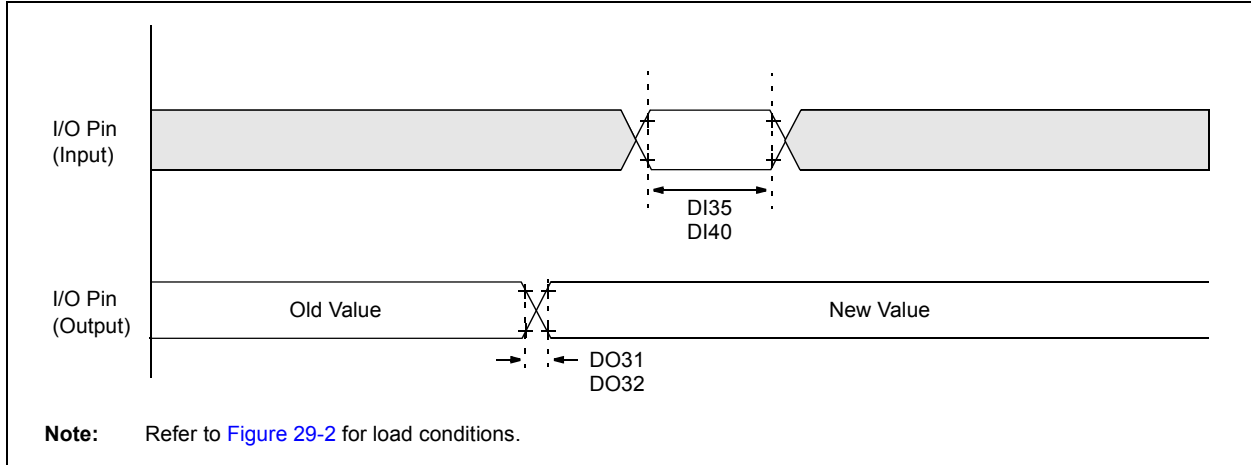 I/O Pin
(Input)
DI35
DI40
I/O Pin
(Output)
Old Value
New Value
DO31
DO32
Note: Refer to Figure 29-2 for load conditions.